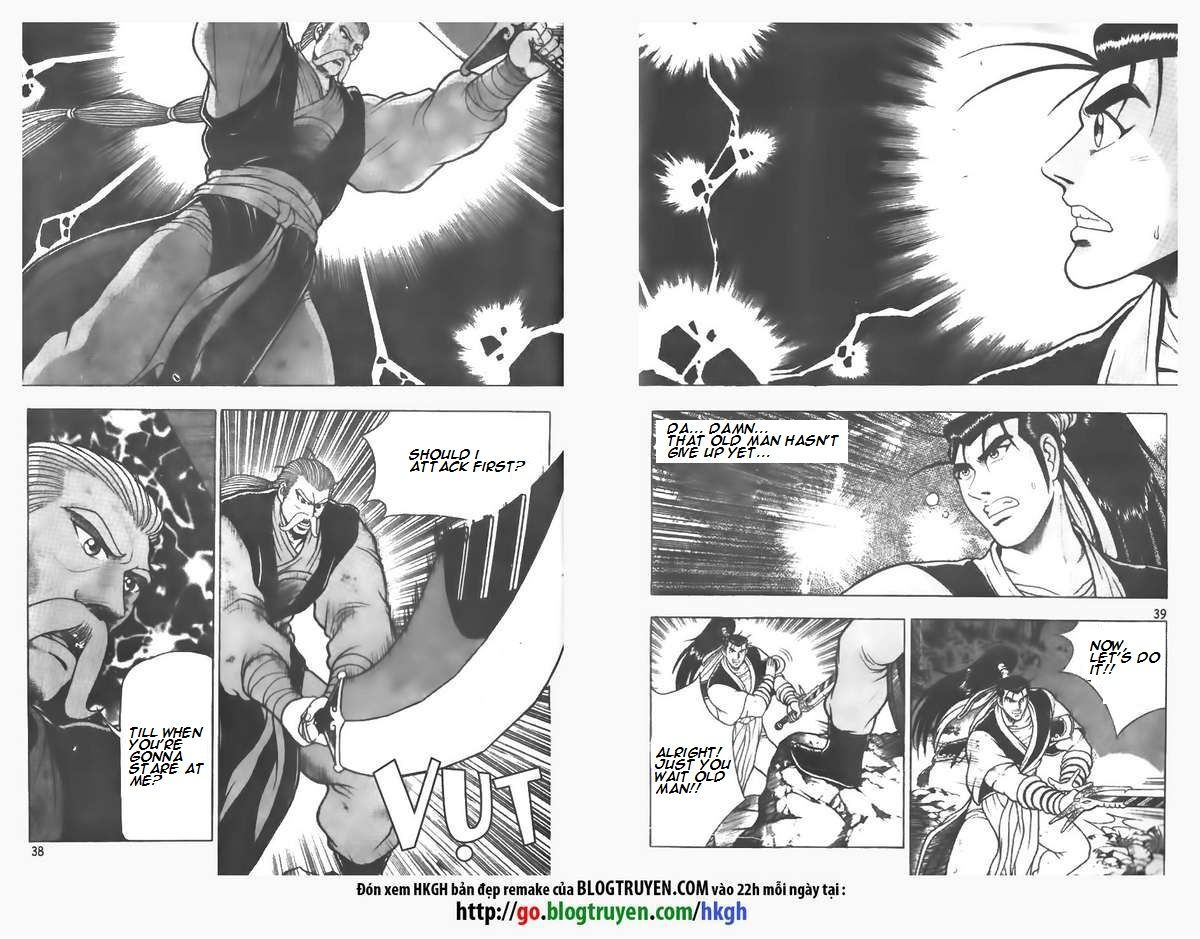 SHOULD I
ATTACK FIRST?
TILL WHEN
YOU'RE
GONNA
STARE AT
ME?
VỤT
38
DA... DAMN...
THAT OLD MAN HASN'T
GIVE UP YET...
39
ALRIGHT!
JUST YOU
WAIT OLD
MAN!!
NOW,
LET'S DO
IT!!
Đón xem HKGH bản đẹp remake của BLOGTRUYEN.COM vào 22h mỗi ngày tại :
http://go.blogtruyen.com/hkgh